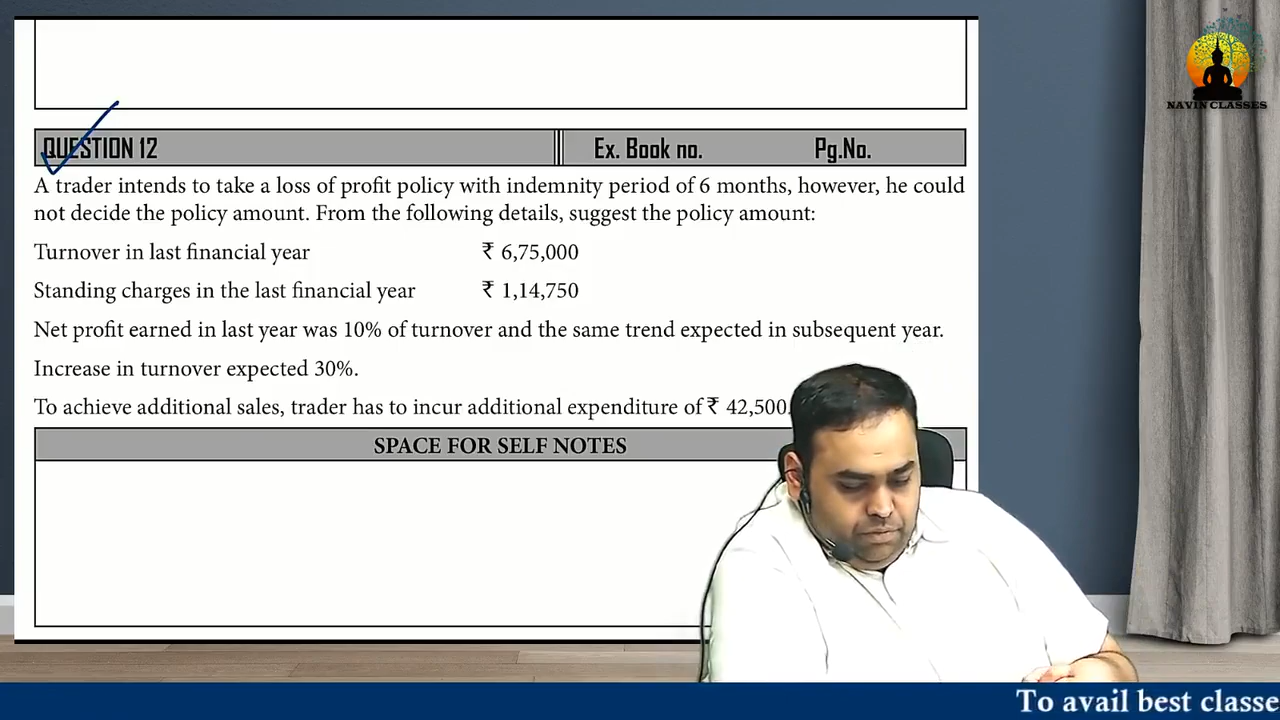 NAVIN CLASSES
QUESTION 12 Ex. Book no. Pg.No.
A trader intends to take a loss of profit policy with indemnity period of 6 months, however, he could
not decide the policy amount. From the following details, suggest the policy amount:
Turnover in last financial year ₹ 6,75,000
Standing charges in the last financial year ₹ 1,14,750
Net profit earned in last year was 10% of turnover and the same trend expected in subsequent year.
Increase in turnover expected 30%.
To achieve additional sales, trader has to incur additional expenditure of ₹ 42,500
SPACE FOR SELF NOTES
To avail best classe